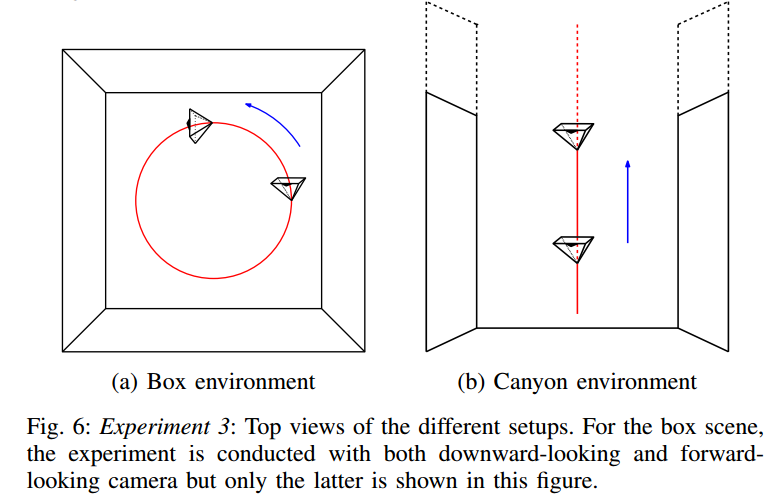 (a) Box environment
(b) Canyon environment
Fig. 6: Experiment 3: Top views of the different setups. For the box scene,
the experiment is conducted with both downward-looking and forward-
looking camera but only the latter is shown in this figure.